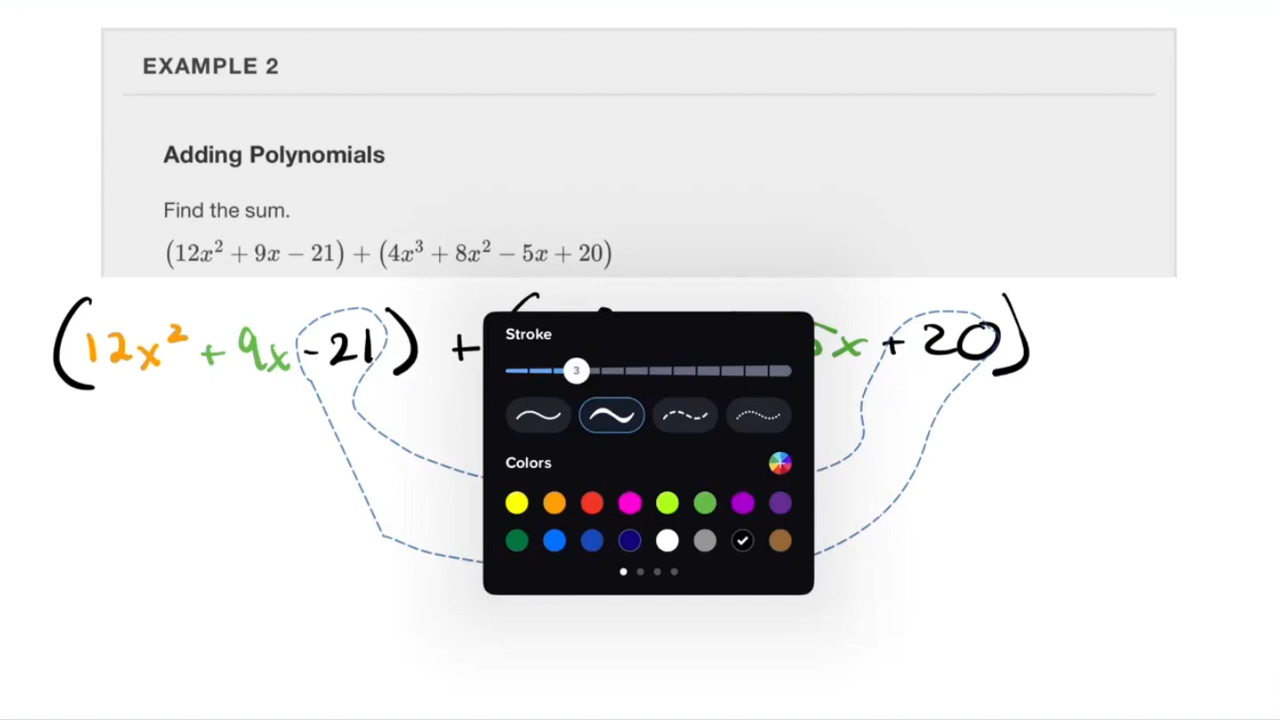 EXAMPLE 2
Adding Polynomials
Find the sum.
(12x² + 9x − 21) + (4x³ + 8x² − 5x + 20)
(12x² + 9x -21) + ( 5x + 20)
Stroke
3
Colors